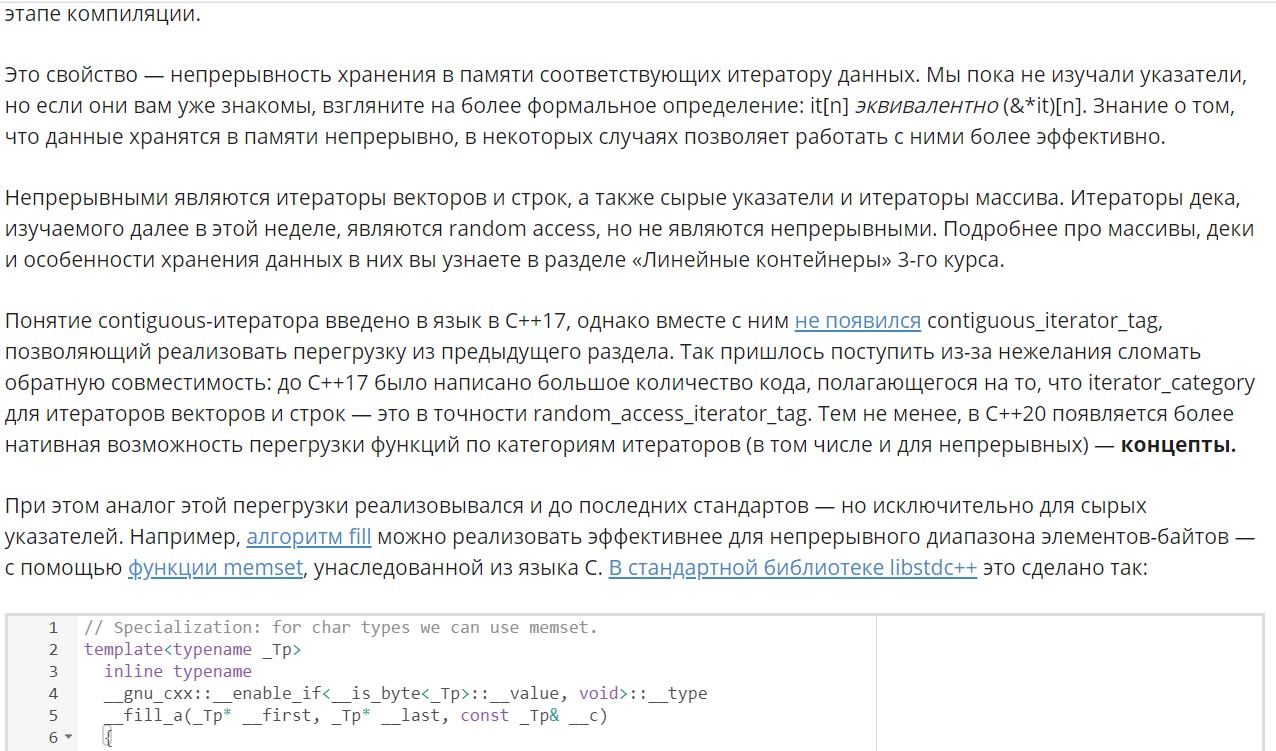 этапе компиляции.
Это свойство — непрерывность хранения в памяти соответствующих итератору данных. Мы пока не изучали указатели,
но если они вам уже знакомы, взгляните на более формальное определение: it[n] эквивалентно (&*it)[n]. Знание о том,
что данные хранятся в памяти непрерывно, в некоторых случаях позволяет работать с ними более эффективно.
Непрерывными являются итераторы векторов и строк, а также сырые указатели и итераторы массива. Итераторы дека,
изучаемого далее в этой неделе, являются random access, но не являются непрерывными. Подробнее про массивы, деки
и особенности хранения данных в них вы узнаете в разделе «Линейные контейнеры» 3-го курса.
Понятие contiguous-итератора введено в язык в C++17, однако вместе с ним не появился contiguous_iterator_tag,
позволяющий реализовать перегрузку из предыдущего раздела. Так пришлось поступить из-за нежелания сломать
обратную совместимость: до C++17 было написано большое количество кода, полагающегося на то, что iterator_category
для итераторов векторов и строк — это в точности random_access_iterator_tag. Тем не менее, в C++20 появляется более
нативная возможность перегрузки функций по категориям итераторов (в том числе и для непрерывных) — концепты.
При этом аналог этой перегрузки реализовывался и до последних стандартов — но исключительно для сырых
указателей. Например, алгоритм fill можно реализовать эффективнее для непрерывного диапазона элементов-байтов —
с помощью функции memset, унаследованной из языка C. В стандартной библиотеке libstdc++ это сделано так:
1 // Specialization: for char types we can use memset.
2 template<typename _Tp>
3 inline typename
4 __gnu_cxx::__enable_if<__is_byte<_Tp>::__value, void>::__type
5 __fill_a(_Tp* __first, _Tp* __last, const _Tp& __c)
6 {